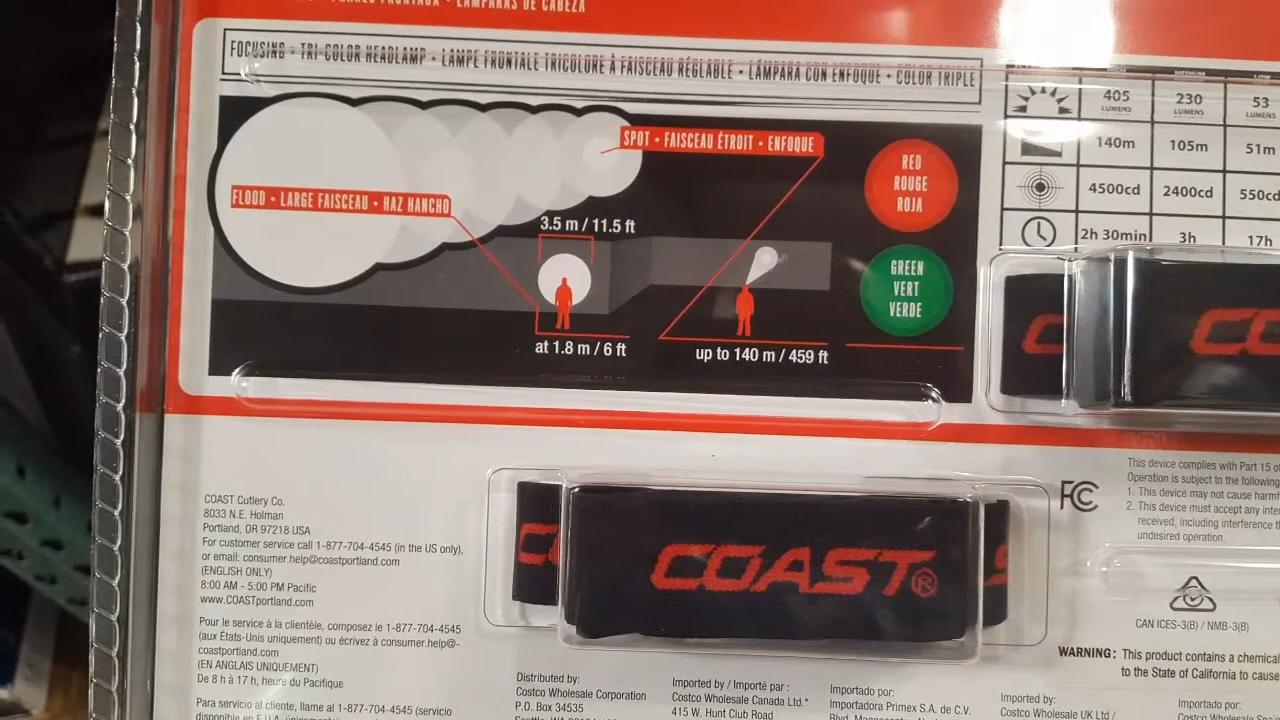 LÁMPARAS DE CABEZA
FOCUSING • TRI-COLOR HEADLAMP • LAMPE FRONTALE TRICOLORE À FAISCEAU RÉGLABLE • LÁMPARA CON ENFOQUE • COLOR TRIPLE
SPOT • FAISCEAU ÉTROIT • ENFOQUE
FLOOD • LARGE FAISCEAU • HAZ HANCHO
3.5 m / 11.5 ft
at 1.8 m / 6 ft
up to 140 m / 459 ft
RED
ROUGE
ROJA
GREEN
VERT
VERDE
MEDIUM LOW
405 230 53
LUMENS LUMENS LUMENS
140m 105m 51m
4500cd 2400cd 550cd
2h 30min 3h 17h
C
CO
COAST Cutlery Co.
8033 N.E. Holman
Portland, OR 97218 USA
For customer service call 1-877-704-4545 (in the US only),
or email: consumer.help@coastportland.com
(ENGLISH ONLY)
8:00 AM - 5:00 PM Pacific
www.COASTportland.com
Pour le service à la clientèle, composez le 1-877-704-4545
(aux États-Unis uniquement) ou écrivez à consumer.help@-
coastportland.com
(EN ANGLAIS UNIQUEMENT)
De 8 h à 17 h, heure du Pacifique
Para servicio al cliente, llame al 1-877-704-4545 (servicio
disponible en
CO
COAST®
S
FC
This device complies with Part 15 of
Operation is subject to the following
1. This device may not cause harm
2. This device must accept any inte
received, including interference
undesired operation.
CAN ICES-3(B) / NMB-3(B)
WARNING: This product contains a chemical
to the State of California to cause
Distributed by:
Costco Wholesale Corporation
P.O. Box 34535
Imported by / Importé par :
Costco Wholesale Canada Ltd.*
415 W. Hunt Club Road
Importado por:
Importadora Primex S.A. de C.V.
Imported by:
Costco Wholesale UK Ltd /
Importado por: